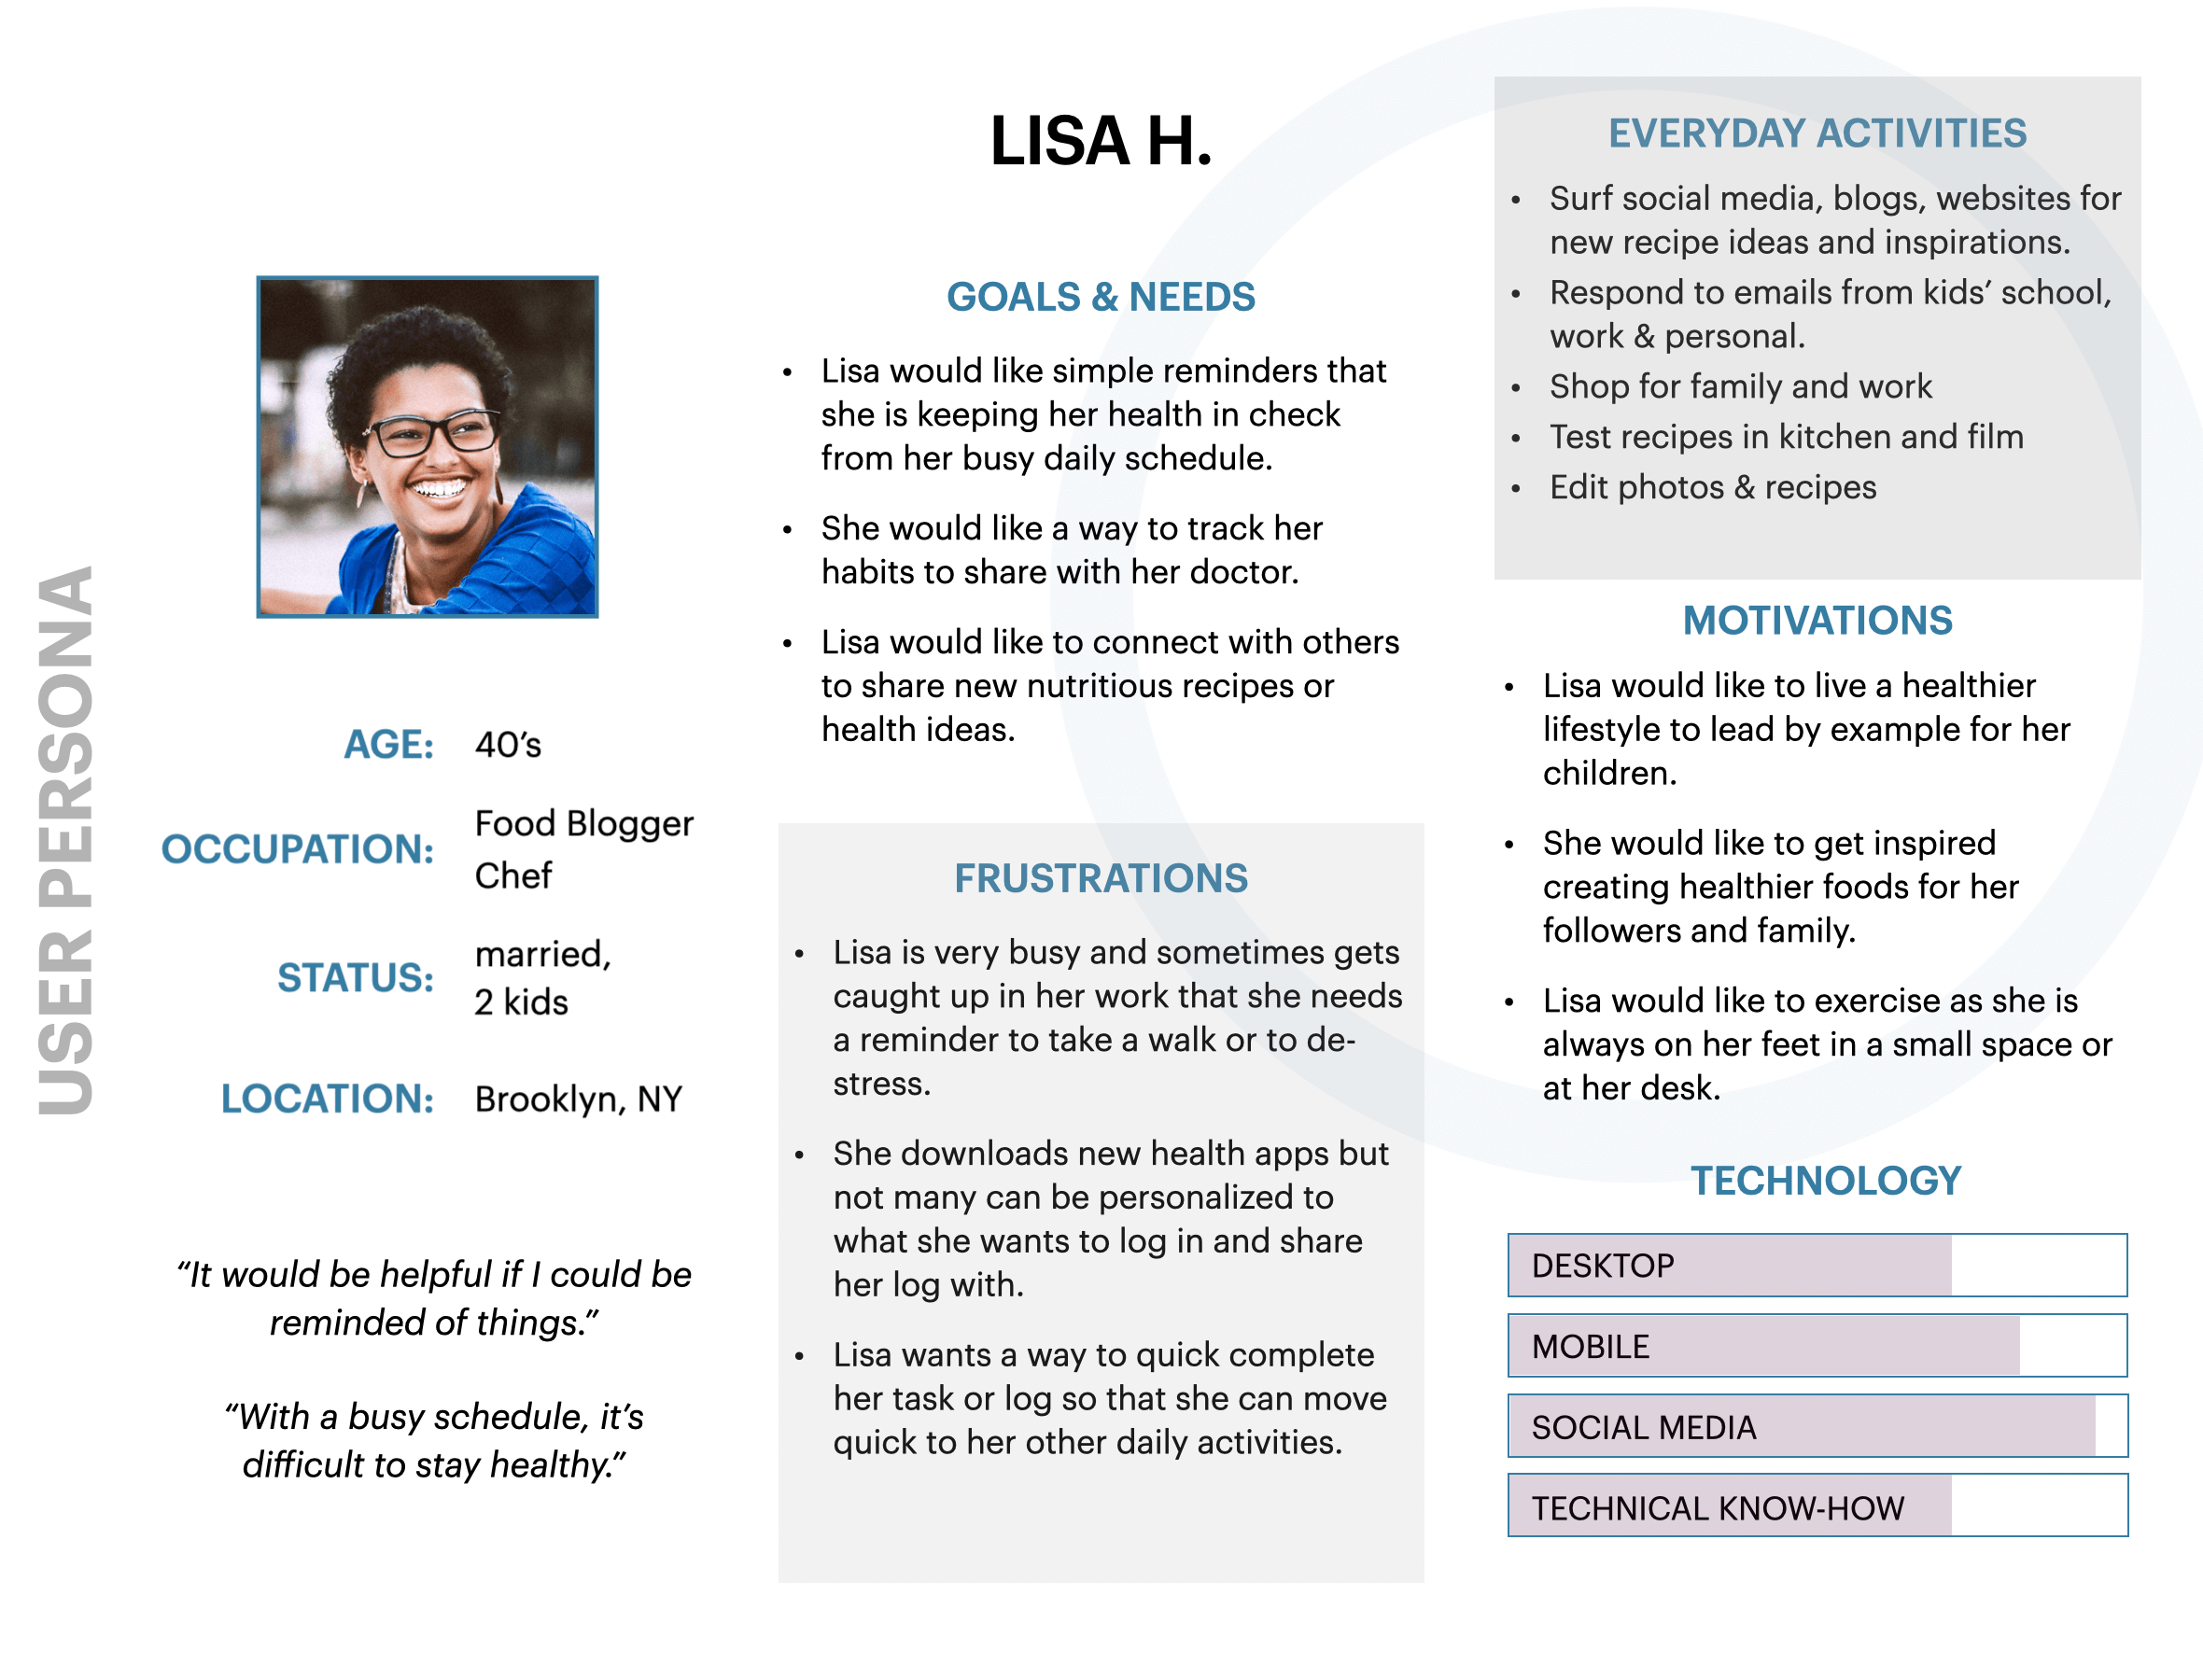 USER PERSONA
LISA H.
AGE: 40’s
OCCUPATION: Food Blogger
Chef
STATUS: married,
2 kids
LOCATION: Brooklyn, NY
“It would be helpful if I could be
reminded of things.”
“With a busy schedule, it’s
difficult to stay healthy.”
GOALS & NEEDS
• Lisa would like simple reminders that
she is keeping her health in check
from her busy daily schedule.
• She would like a way to track her
habits to share with her doctor.
• Lisa would like to connect with others
to share new nutritious recipes or
health ideas.
FRUSTRATIONS
• Lisa is very busy and sometimes gets
caught up in her work that she needs
a reminder to take a walk or to de-
stress.
• She downloads new health apps but
not many can be personalized to
what she wants to log in and share
her log with.
• Lisa wants a way to quick complete
her task or log so that she can move
quick to her other daily activities.
EVERYDAY ACTIVITIES
• Surf social media, blogs, websites for
new recipe ideas and inspirations.
• Respond to emails from kids’ school,
work & personal.
• Shop for family and work
• Test recipes in kitchen and film
• Edit photos & recipes
MOTIVATIONS
• Lisa would like to live a healthier
lifestyle to lead by example for her
children.
• She would like to get inspired
creating healthier foods for her
followers and family.
• Lisa would like to exercise as she is
always on her feet in a small space or
at her desk.
TECHNOLOGY
DESKTOP
MOBILE
SOCIAL MEDIA
TECHNICAL KNOW-HOW